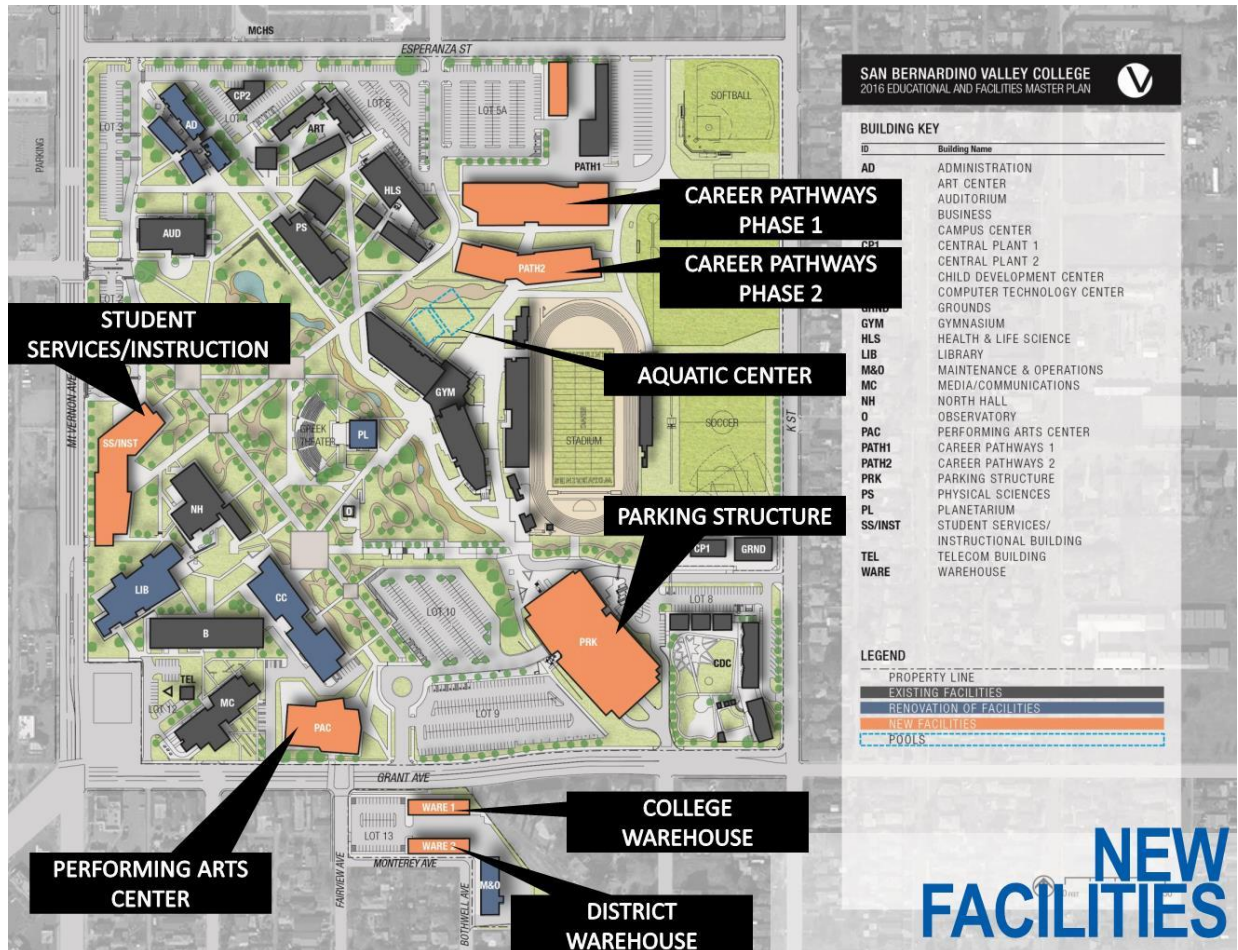 MCHS
ESPERANZA ST
PARKING
LOT 3
AD
CP2
LOT 4
ART
LOT 5
LOT 5A
PATH1
SOFTBALL
HLS
PS
AUD
LOT 2
PATH2
CAREER PATHWAYS
PHASE 1
CAREER PATHWAYS
PHASE 2
STUDENT
SERVICES/INSTRUCTION
AQUATIC CENTER
MT VERNON AVE
GYM
SS/INST
GREEK
THEATER
PL
STADIUM
SOCCER
K ST
NH
O
PARKING STRUCTURE
CP1
GRND
LIB
CC
LOT 10
LOT 8
B
PRK
CDC
TEL
LOT 12
MC
PAC
LOT 9
GRANT AVE
WARE 1
COLLEGE
WAREHOUSE
LOT 13
WARE 2
MONTEREY AVE
FAIRVIEW AVE
M&O
BOTHWELL AVE
PERFORMING ARTS
CENTER
DISTRICT
WAREHOUSE
SAN BERNARDINO VALLEY COLLEGE
2016 EDUCATIONAL AND FACILITIES MASTER PLAN
V
BUILDING KEY
ID Building Name
AD ADMINISTRATION
ART CENTER
AUDITORIUM
BUSINESS
CAMPUS CENTER
CP1 CENTRAL PLANT 1
CENTRAL PLANT 2
CHILD DEVELOPMENT CENTER
COMPUTER TECHNOLOGY CENTER
GRND GROUNDS
GYM GYMNASIUM
HLS HEALTH & LIFE SCIENCE
LIB LIBRARY
M&O MAINTENANCE & OPERATIONS
MC MEDIA/COMMUNICATIONS
NH NORTH HALL
O OBSERVATORY
PAC PERFORMING ARTS CENTER
PATH1 CAREER PATHWAYS 1
PATH2 CAREER PATHWAYS 2
PRK PARKING STRUCTURE
PS PHYSICAL SCIENCES
PL PLANETARIUM
SS/INST STUDENT SERVICES/
INSTRUCTIONAL BUILDING
TEL TELECOM BUILDING
WARE WAREHOUSE
LEGEND
PROPERTY LINE
EXISTING FACILITIES
RENOVATION OF FACILITIES
NEW FACILITIES
POOLS
NEW
FACILITIES